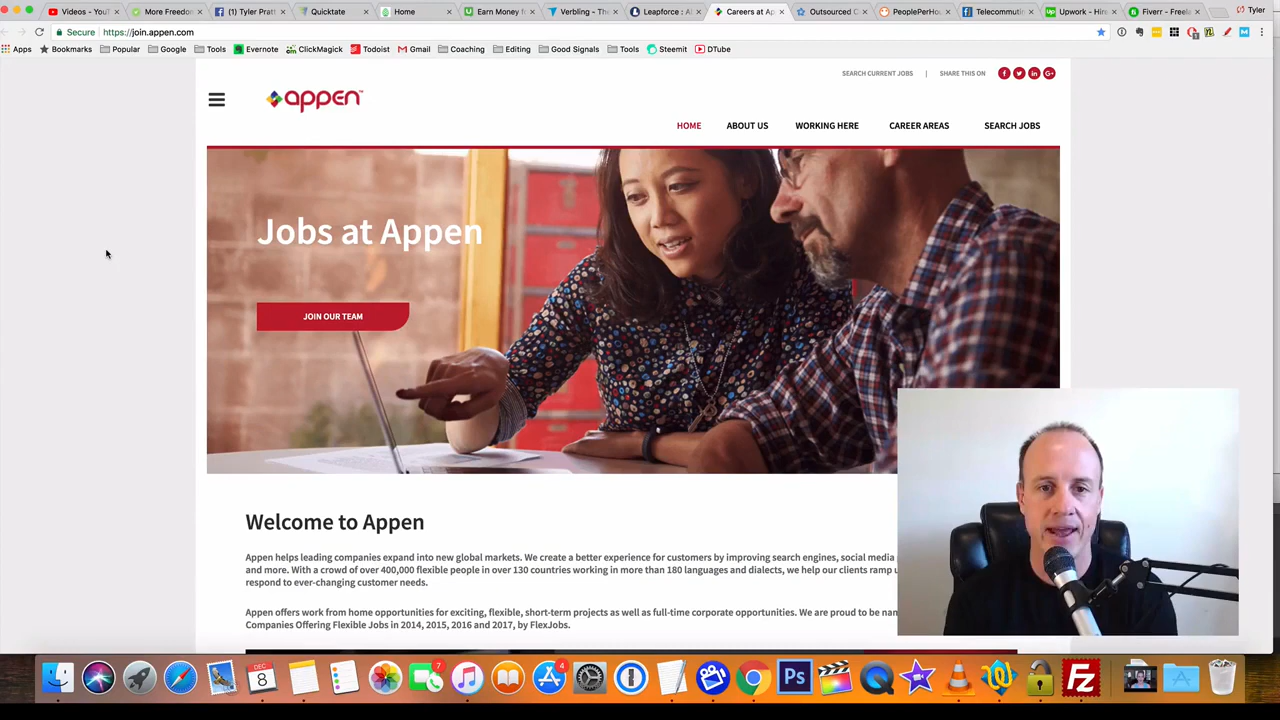 Videos - YouT
More Freedom
(1) Tyler Pratt
Quicktate
Home
Earn Money f
Verbling - The
Leapforce : A
Careers at Ap
Outsourced C
PeoplePerHou
Telecommutin
Upwork - Hir
Fiverr - Freela
Tyler
Secure https://join.appen.com
Apps Bookmarks Popular Google Tools Evernote ClickMagick Todoist Gmail Coaching Editing Good Signals Tools Steemit DTube
SEARCH CURRENT JOBS | SHARE THIS ON
appen™
HOME ABOUT US WORKING HERE CAREER AREAS SEARCH JOBS
Jobs at Appen
JOIN OUR TEAM
Welcome to Appen
Appen helps leading companies expand into new global markets. We create a better experience for customers by improving search engines, social media
and more. With a crowd of over 400,000 flexible people in over 130 countries working in more than 180 languages and dialects, we help our clients ramp
respond to ever-changing customer needs.
Appen offers work from home opportunities for exciting, flexible, short-term projects as well as full-time corporate opportunities. We are proud to be
Companies Offering Flexible Jobs in 2014, 2015, 2016 and 2017, by FlexJobs.
DEC
8
7
4
Ps
Fz